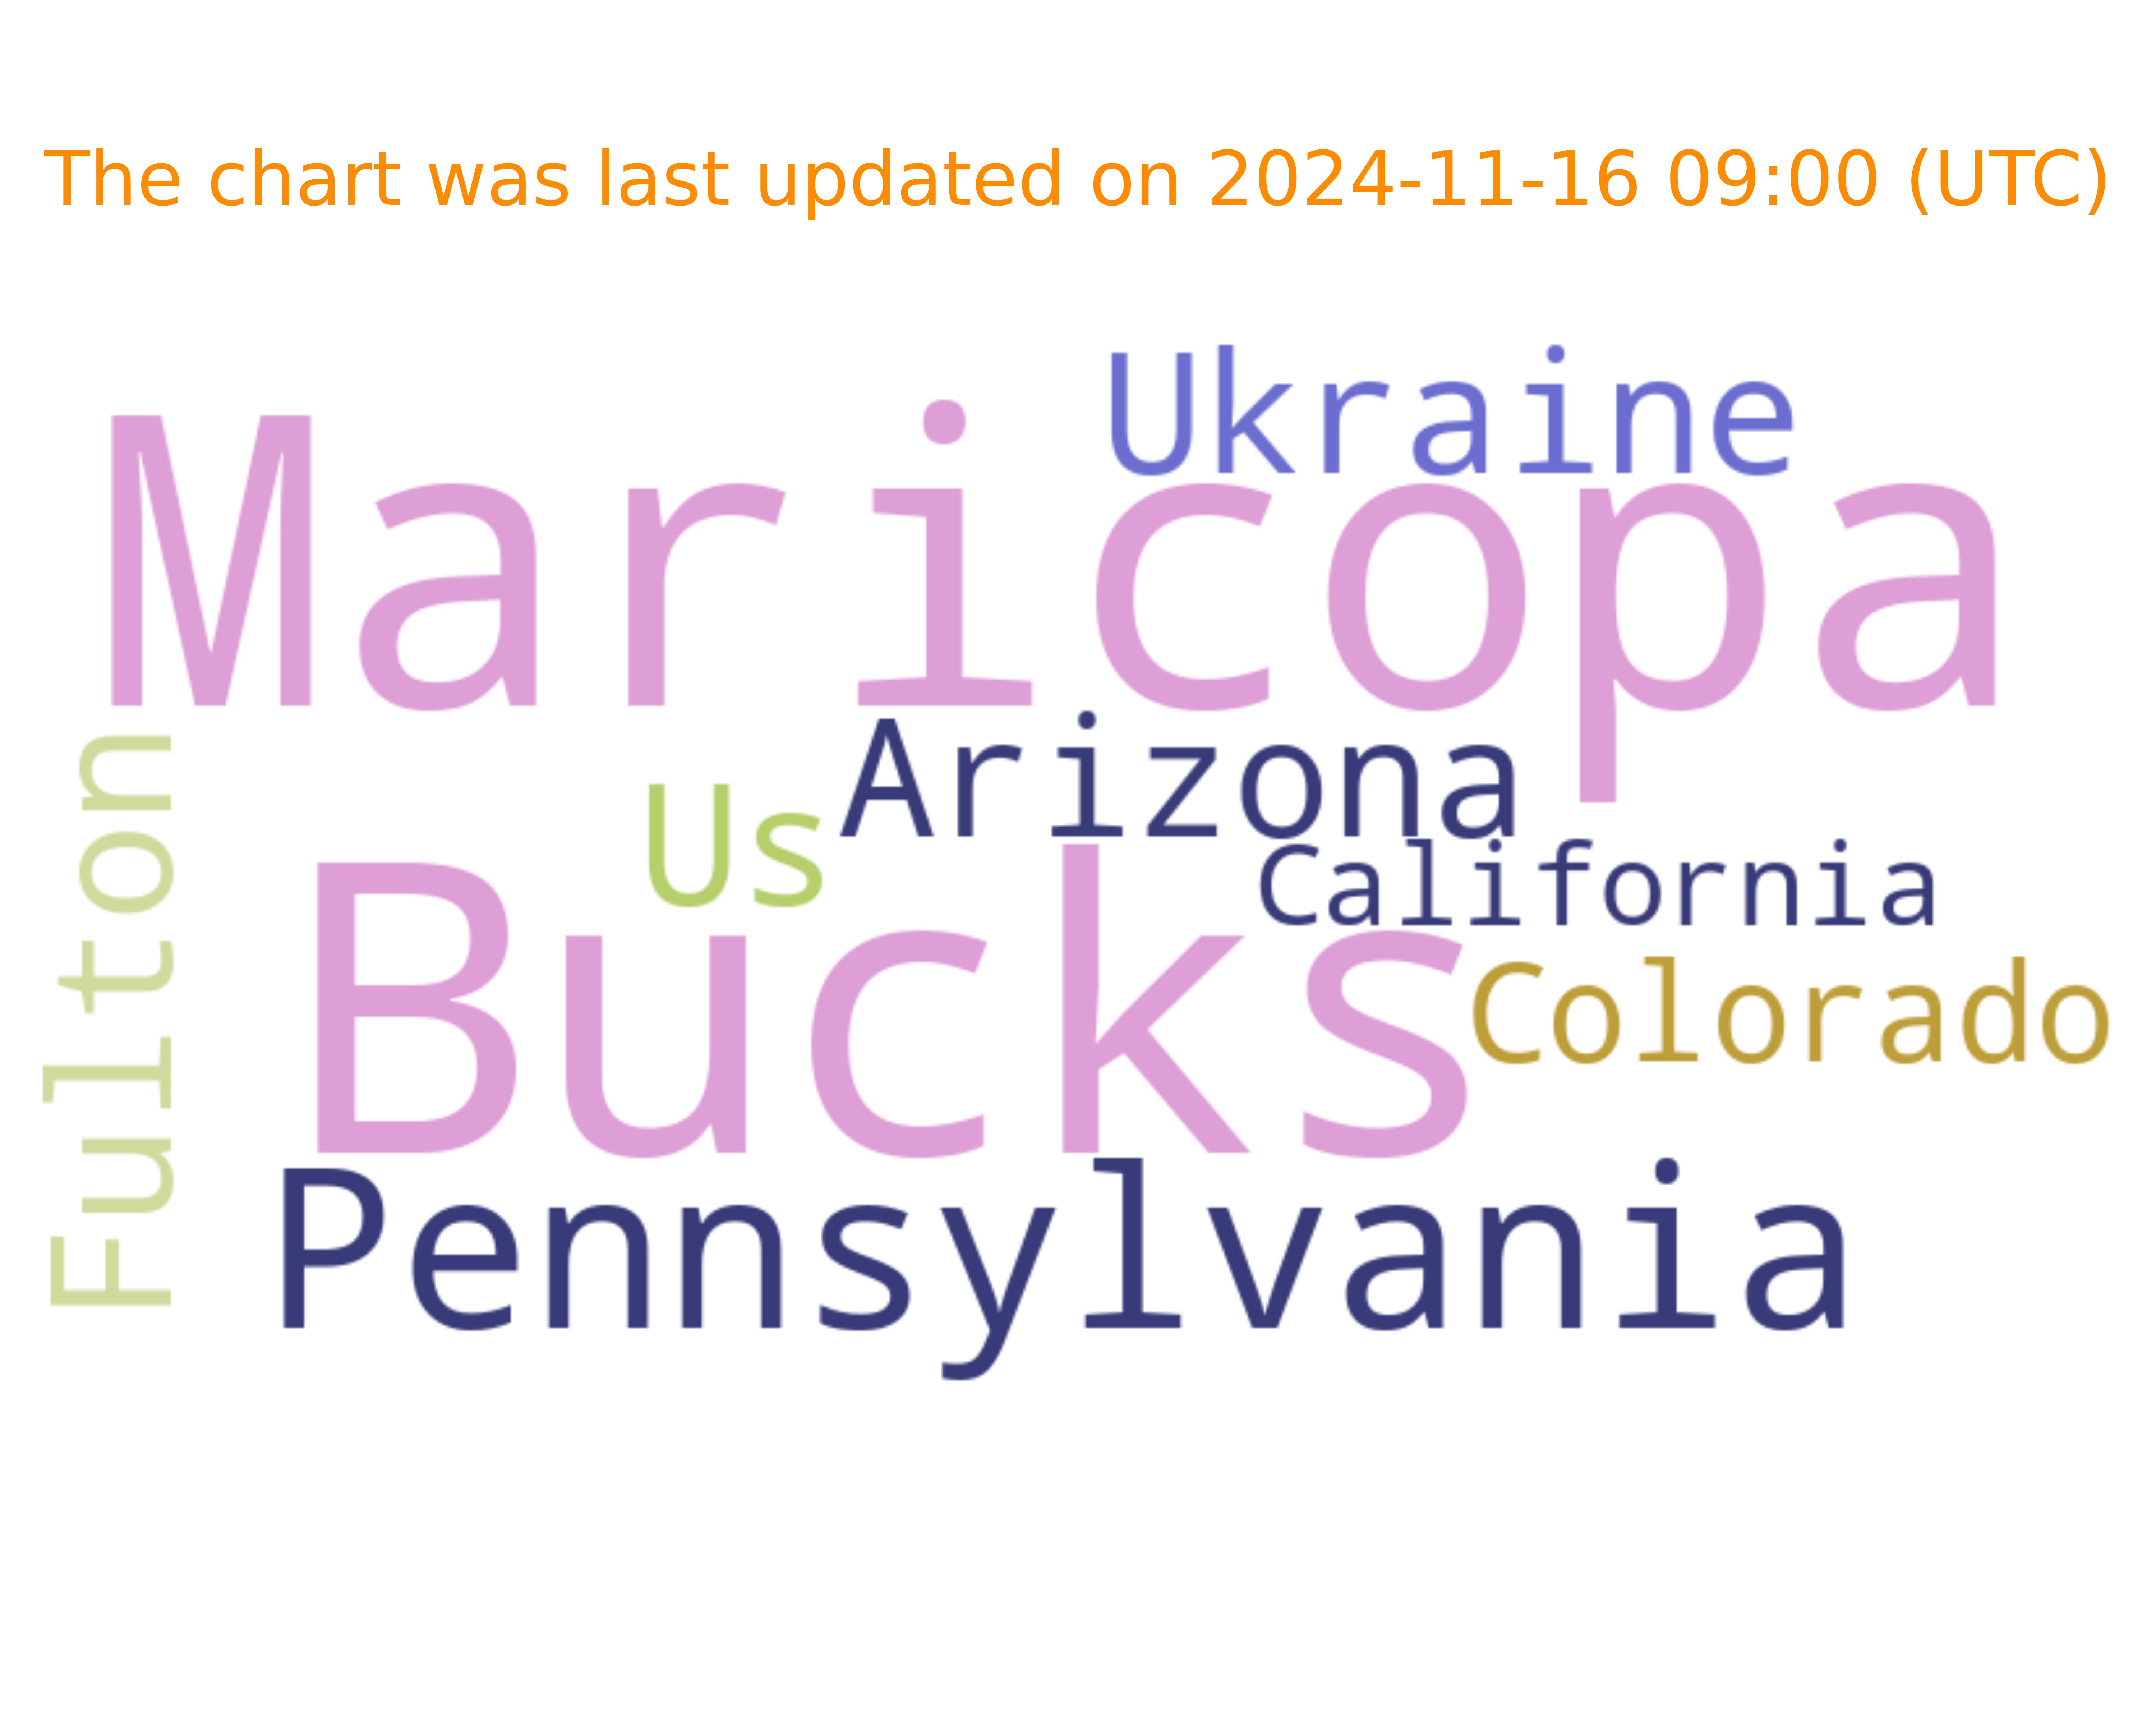 The chart was last updated on 2024-11-16 09:00 (UTC)
Ukraine
Maricopa
Arizona
Us
California
Bucks
Colorado
Fulton
Pennsylvania